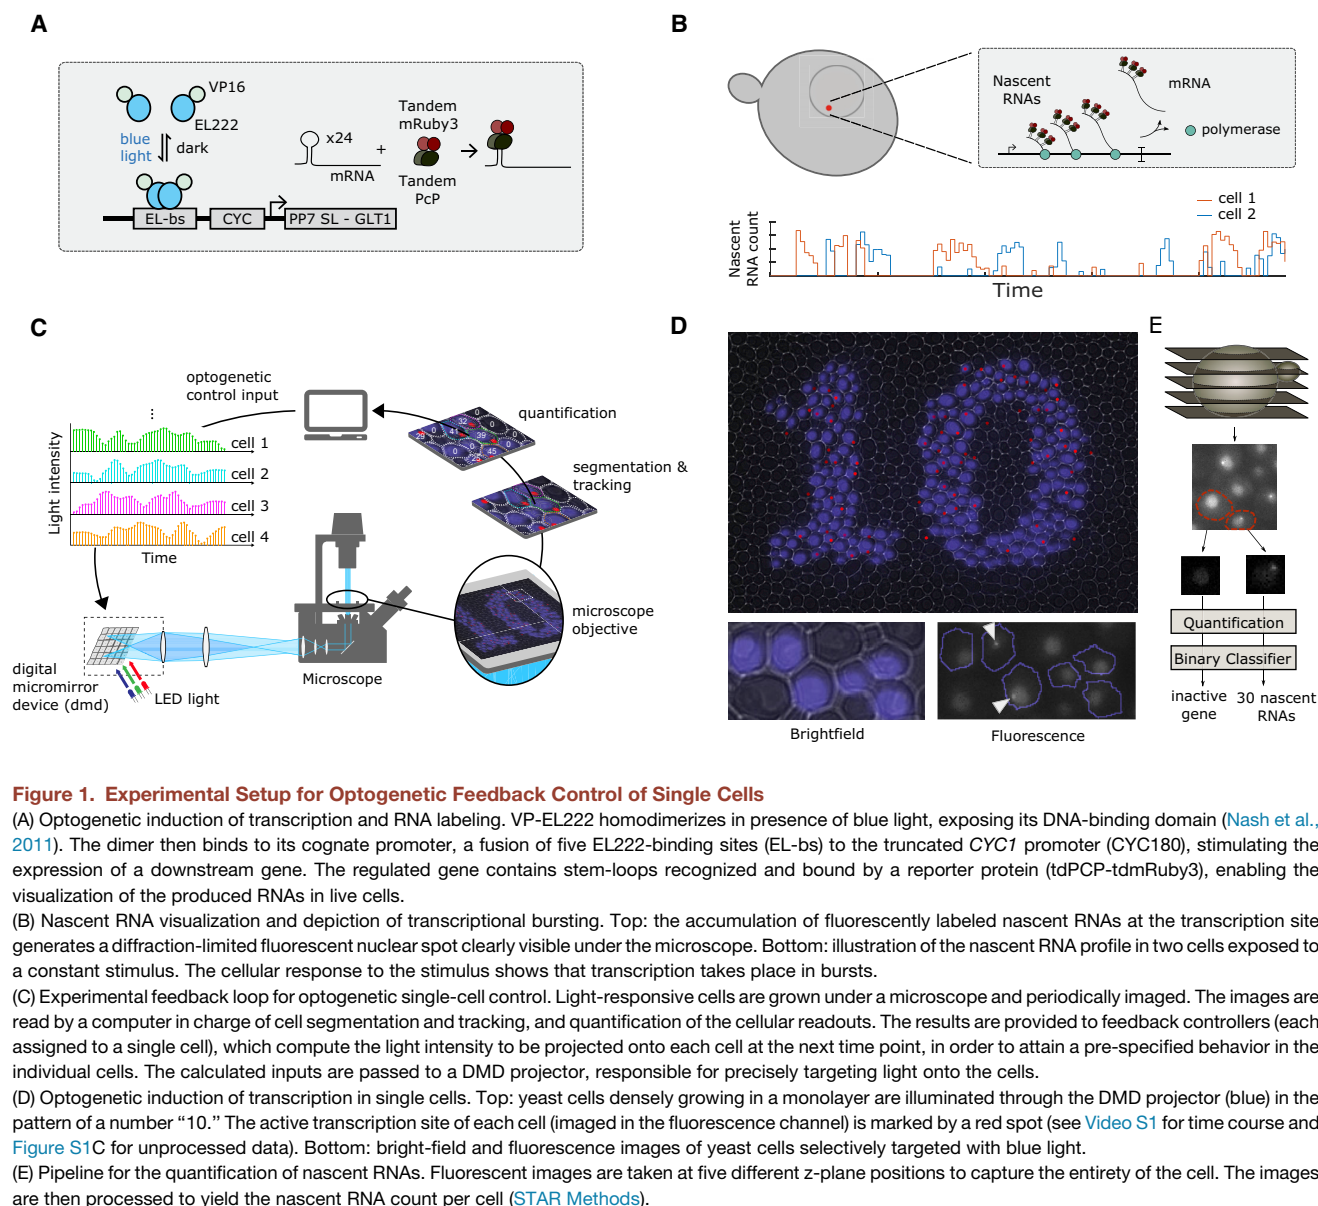 A
VP16
EL222
blue light
dark
x24
mRNA
+
Tandem mRuby3
Tandem PcP
EL-bs
CYC
PP7 SL - GLT1
B
Nascent RNAs
mRNA
polymerase
cell 1
cell 2
Nascent RNA count
Time
C
optogenetic control input
Light intensity
cell 1
cell 2
cell 3
cell 4
Time
quantification
0
32
0
29
0
41
39
0
0
0
25
45
segmentation & tracking
microscope objective
Microscope
digital micromirror device (dmd)
LED light
D
Brightfield
Fluorescence
E
Quantification
Binary Classifier
inactive gene
30 nascent RNAs
Figure 1. Experimental Setup for Optogenetic Feedback Control of Single Cells
(A) Optogenetic induction of transcription and RNA labeling. VP-EL222 homodimerizes in presence of blue light, exposing its DNA-binding domain (Nash et al.,
2011). The dimer then binds to its cognate promoter, a fusion of five EL222-binding sites (EL-bs) to the truncated CYC1 promoter (CYC180), stimulating the
expression of a downstream gene. The regulated gene contains stem-loops recognized and bound by a reporter protein (tdPCP-tdmRuby3), enabling the
visualization of the produced RNAs in live cells.
(B) Nascent RNA visualization and depiction of transcriptional bursting. Top: the accumulation of fluorescently labeled nascent RNAs at the transcription site
generates a diffraction-limited fluorescent nuclear spot clearly visible under the microscope. Bottom: illustration of the nascent RNA profile in two cells exposed to
a constant stimulus. The cellular response to the stimulus shows that transcription takes place in bursts.
(C) Experimental feedback loop for optogenetic single-cell control. Light-responsive cells are grown under a microscope and periodically imaged. The images are
read by a computer in charge of cell segmentation and tracking, and quantification of the cellular readouts. The results are provided to feedback controllers (each
assigned to a single cell), which compute the light intensity to be projected onto each cell at the next time point, in order to attain a pre-specified behavior in the
individual cells. The calculated inputs are passed to a DMD projector, responsible for precisely targeting light onto the cells.
(D) Optogenetic induction of transcription in single cells. Top: yeast cells densely growing in a monolayer are illuminated through the DMD projector (blue) in the
pattern of a number “10.” The active transcription site of each cell (imaged in the fluorescence channel) is marked by a red spot (see Video S1 for time course and
Figure S1C for unprocessed data). Bottom: bright-field and fluorescence images of yeast cells selectively targeted with blue light.
(E) Pipeline for the quantification of nascent RNAs. Fluorescent images are taken at five different z-plane positions to capture the entirety of the cell. The images
are then processed to yield the nascent RNA count per cell (STAR Methods).